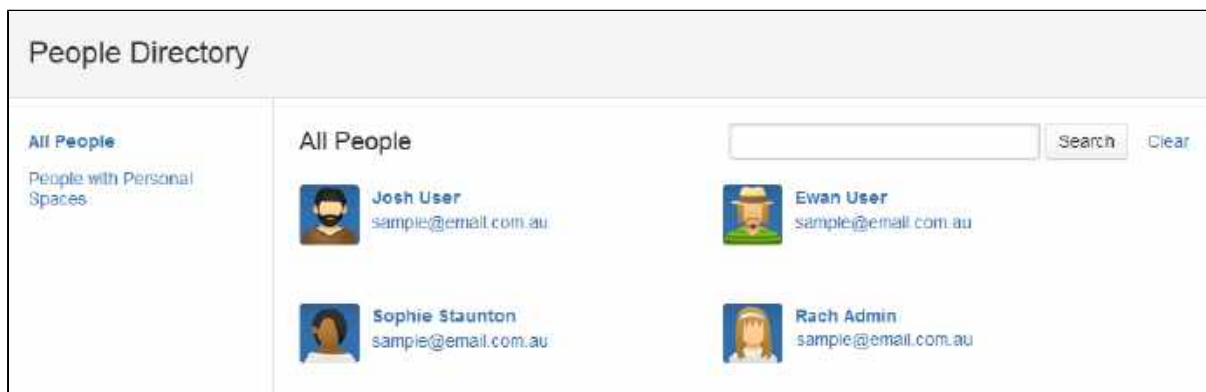 People Directory
All People
People with Personal
Spaces
All People
Search
Clear
Josh User
sample@email.com.au
Ewan User
sample@email.com.au
Sophie Staunton
sample@email.com.au
Rach Admin
sample@email.com.au